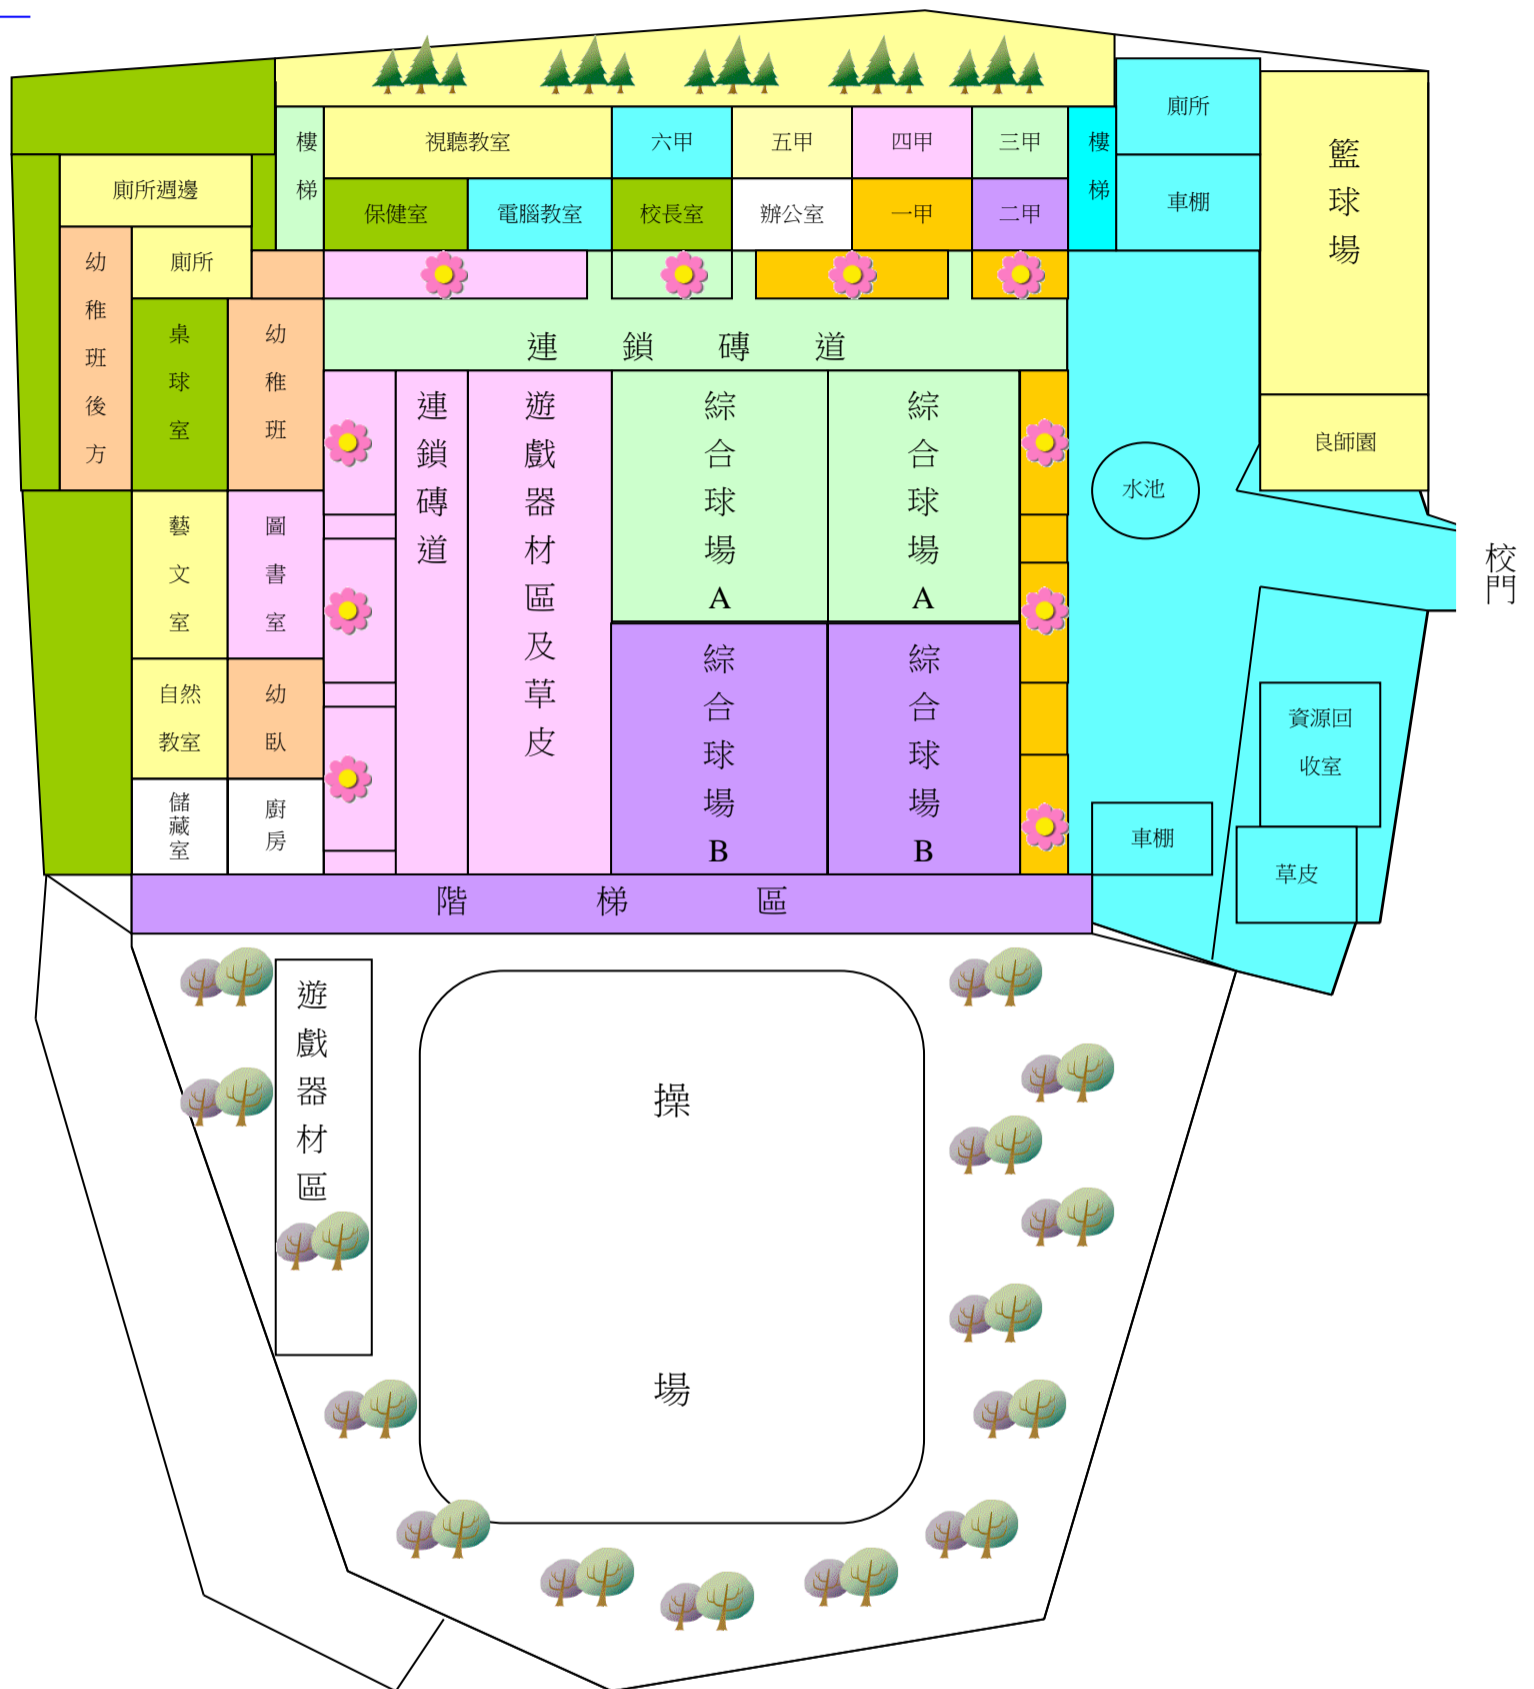 廁所
樓梯
視聽教室
六甲
五甲
四甲
三甲
樓梯
籃球場
廁所週邊
保健室
電腦教室
校長室
辦公室
一甲
二甲
車棚
幼稚班後方
廁所
桌球室
幼稚班
連鎖磚道
連鎖磚道
遊戲器材區及草皮
綜合球場A
綜合球場A
良師園
水池
校門
藝文室
圖書室
綜合球場B
綜合球場B
自然
教室
幼臥
資源回
收室
儲藏室
廚房
車棚
草皮
階梯區
遊戲器材區
操場